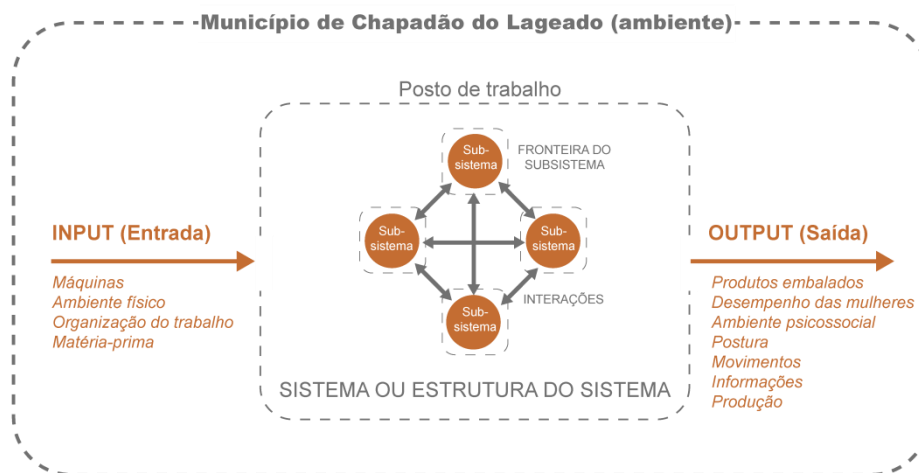 Município de Chapadão do Lageado (ambiente)
Posto de trabalho
Sub-
sistema
FRONTEIRA DO
SUBSISTEMA
Sub-
sistema
Sub-
sistema
INTERAÇÕES
Sub-
sistema
SISTEMA OU ESTRUTURA DO SISTEMA
INPUT (Entrada)
Máquinas
Ambiente físico
Organização do trabalho
Matéria-prima
OUTPUT (Saída)
Produtos embalados
Desempenho das mulheres
Ambiente psicossocial
Postura
Movimentos
Informações
Produção